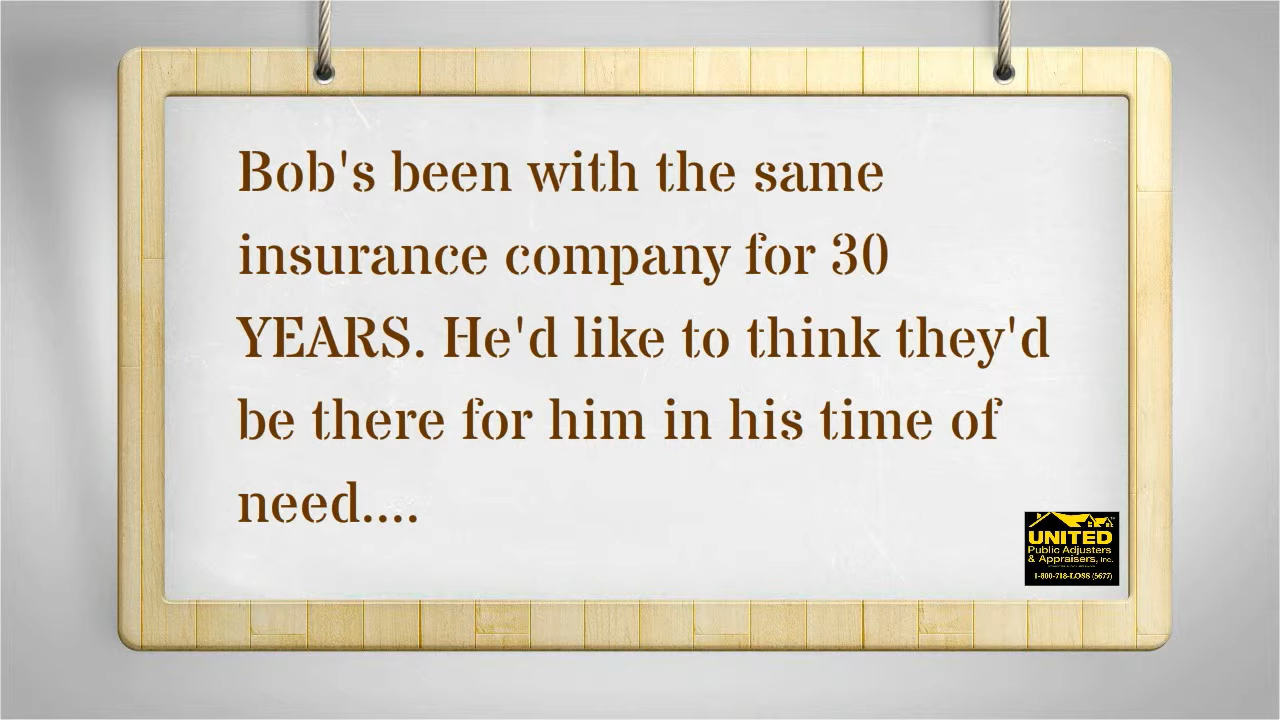 Bob's been with the same
insurance company for 30
YEARS. He'd like to think they'd
be there for him in his time of
need....
UNITED
Public Adjusters
& Appraisers, Inc.
1-800-718-LOSS (5677)